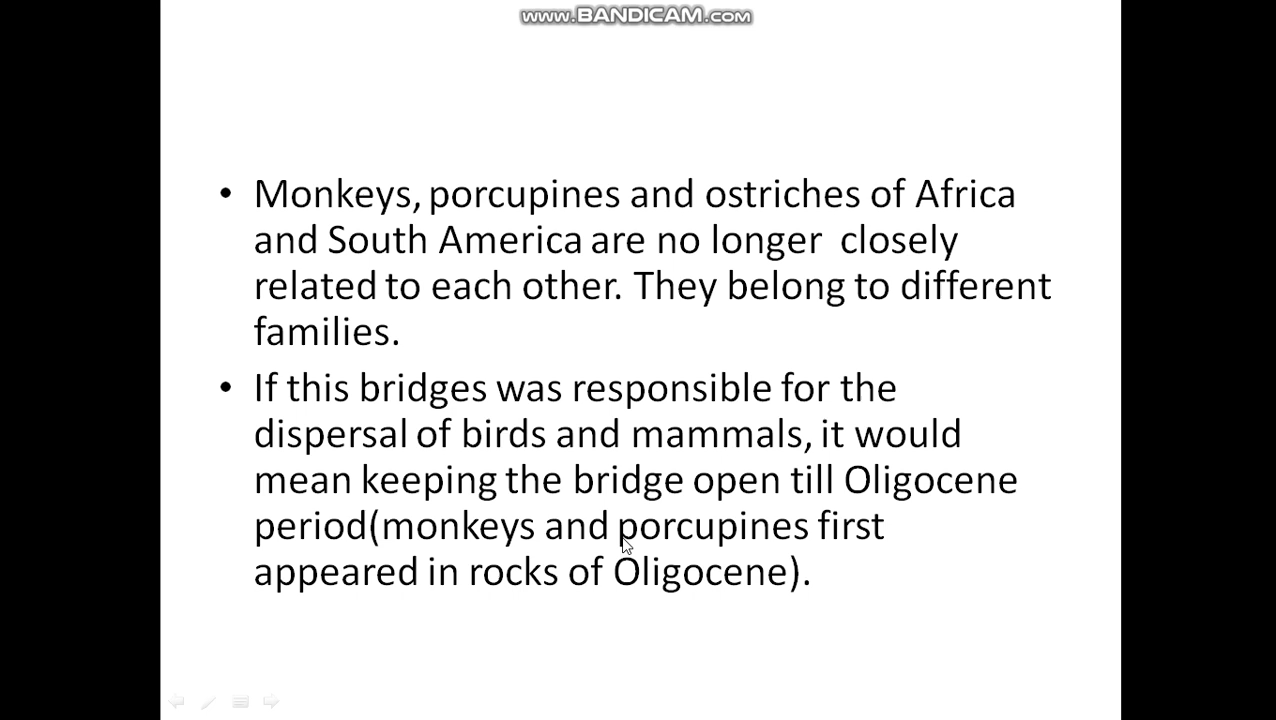 www.BANDICAM.com
• Monkeys, porcupines and ostriches of Africa
and South America are no longer closely
related to each other. They belong to different
families.
• If this bridges was responsible for the
dispersal of birds and mammals, it would
mean keeping the bridge open till Oligocene
period(monkeys and porcupines first
appeared in rocks of Oligocene).